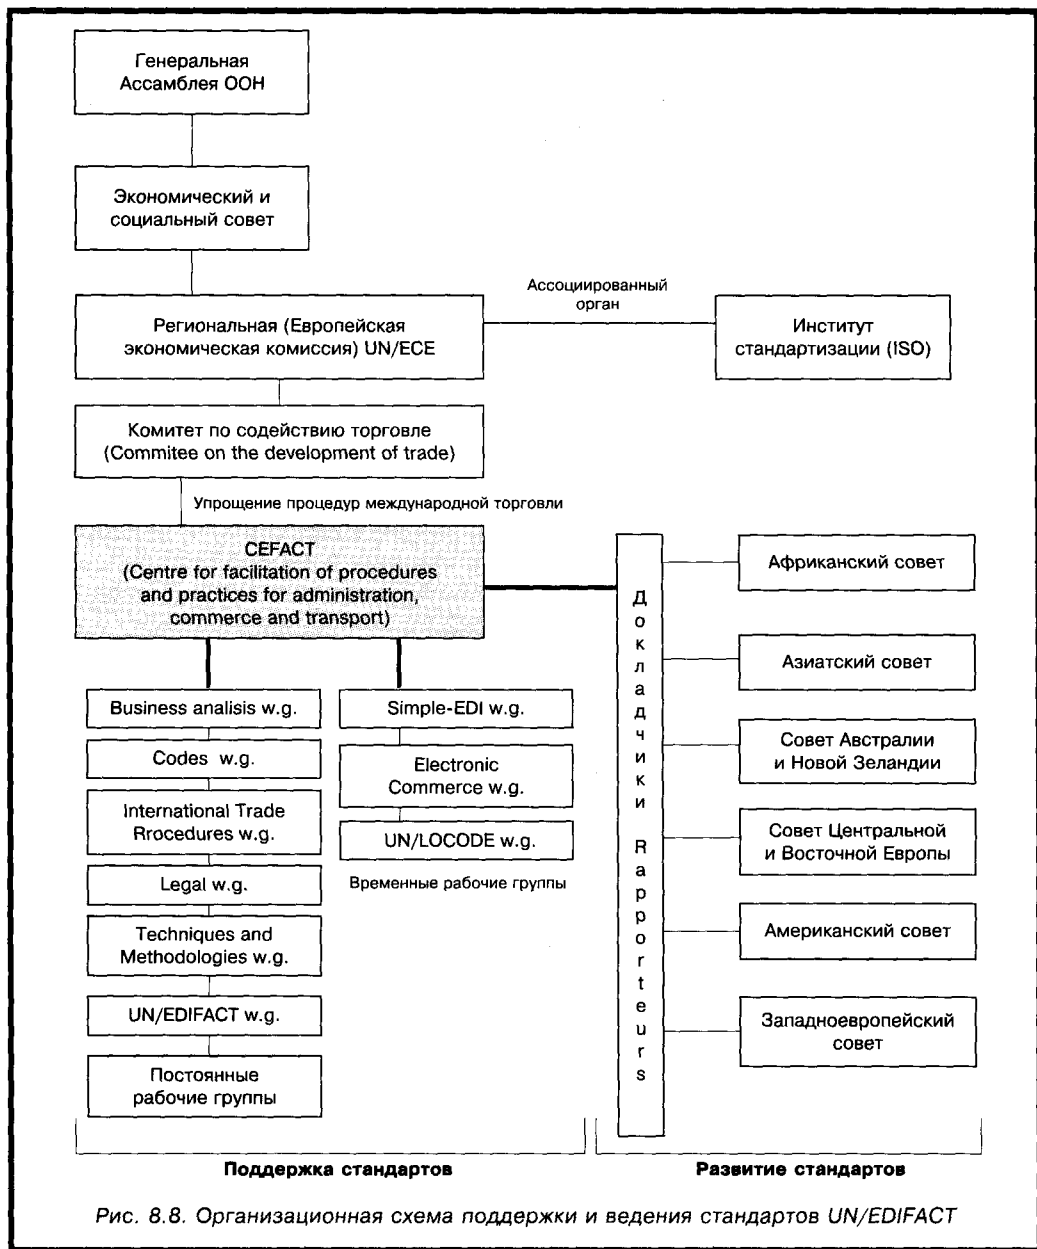 Генеральная
Ассамблея ООН
Экономический и
социальный совет
Региональная (Европейская
экономическая комиссия) UN/ECE
Ассоциированный
орган
Институт
стандартизации (ISO)
Комитет по содействию торговле
(Commitee on the development of trade)
Упрощение процедур международной торговли
CEFACT
(Centre for facilitation of procedures
and practices for administration,
commerce and transport)
Business analisis w.g.
Codes w.g.
International Trade
Rrocedures w.g.
Legal w.g.
Techniques and
Methodologies w.g.
UN/EDIFACT w.g.
Постоянные
рабочие группы
Simple-EDI w.g.
Electronic
Commerce w.g.
UN/LOCODE w.g.
Временные рабочие группы
Докладчики Rapporteurs
Африканский совет
Азиатский совет
Совет Австралии
и Новой Зеландии
Совет Центральной
и Восточной Европы
Американский совет
Западноевропейский
совет
Поддержка стандартов
Развитие стандартов
Рис. 8.8. Организационная схема поддержки и ведения стандартов UN/EDIFACT